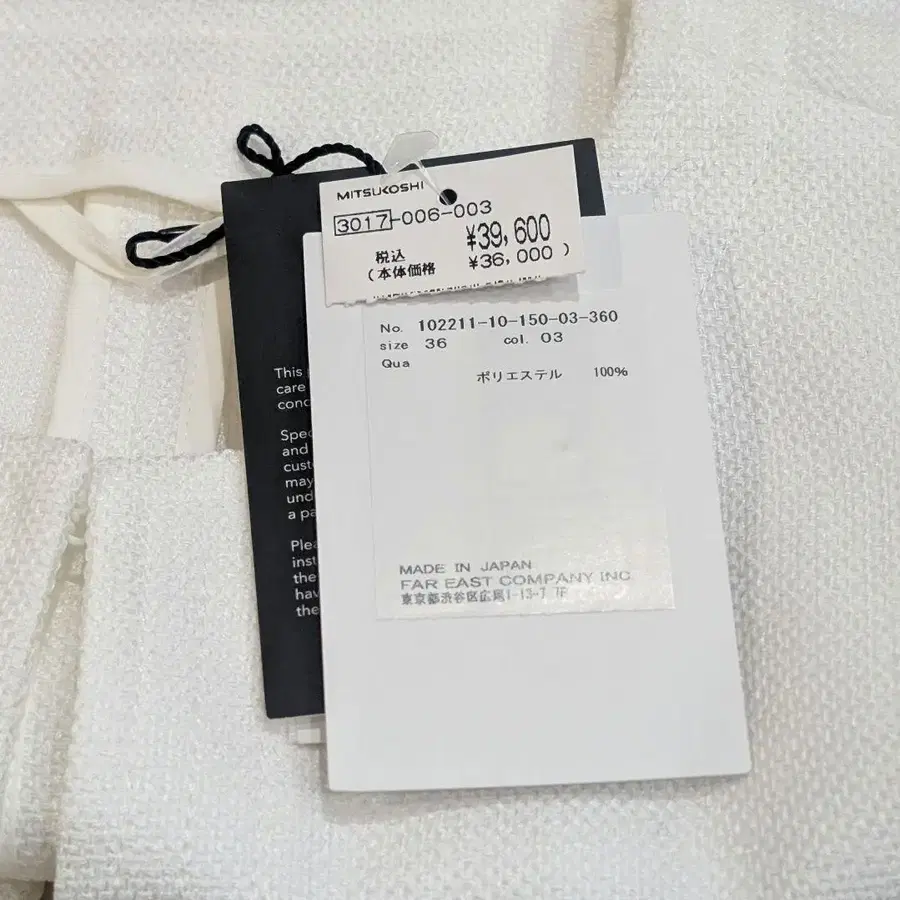 MITSUKOSHI
3017-006-003
税込 ¥39,600
(本体価格 ¥36,000 )
No. 102211-10-150-03-360
size 36 col. 03
Qua
ポリエステル 100%
MADE IN JAPAN
FAR EAST COMPANY INC
東京都渋谷区広尾1-13-7 7F
This
care
conc
Spec
and
cust
may
und
a pa
Plea
inst
the
hav
the